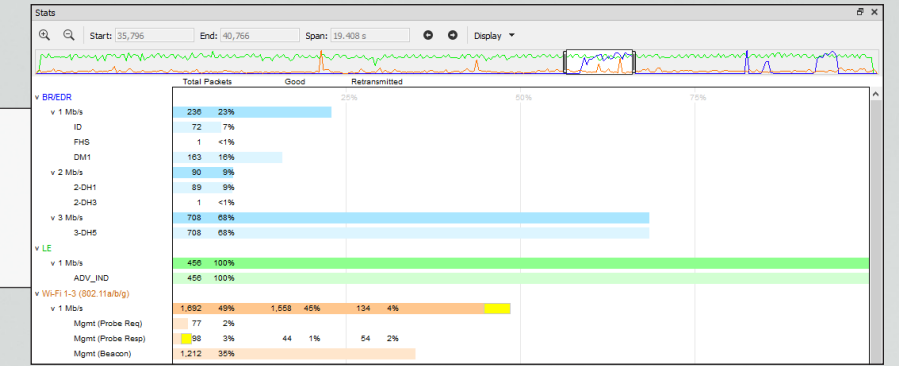 Stats
Start: 35,796 End: 40,766 Span: 19.408 s Display
Total Packets Good Retransmitted
v BR/EDR 25% 50% 75%
v 1 Mb/s 236 23%
ID 72 7%
FHS 1 <1%
DM1 163 16%
v 2 Mb/s 90 9%
2-DH1 89 9%
2-DH3 1 <1%
v 3 Mb/s 708 68%
3-DH5 708 68%
v LE
v 1 Mb/s 456 100%
ADV_IND 456 100%
v Wi-Fi 1-3 (802.11a/b/g)
v 1 Mb/s 1,692 49% 1,558 45% 134 4%
Mgmt (Probe Req) 77 2%
Mgmt (Probe Resp) 98 3% 44 1% 54 2%
Mgmt (Beacon) 1,212 35%